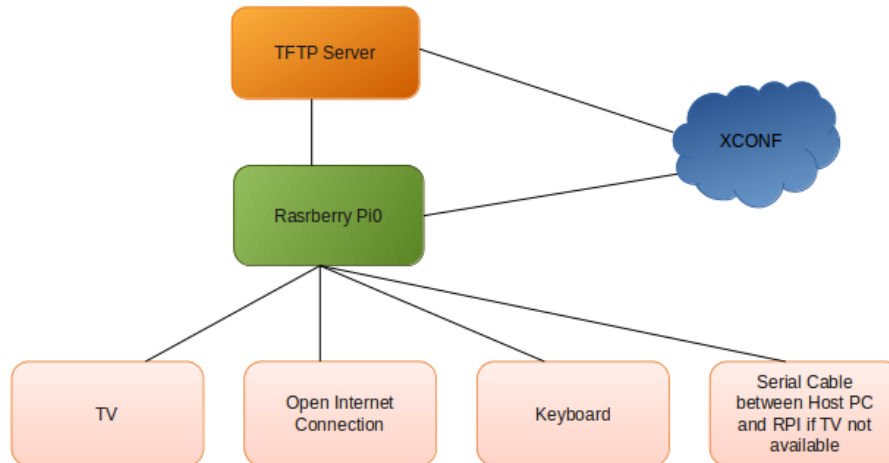 TFTP Server
XCONF
Rasrberry Pi0
TV
Open Internet
Connection
Keyboard
Serial Cable
between Host PC
and RPI if TV not
available